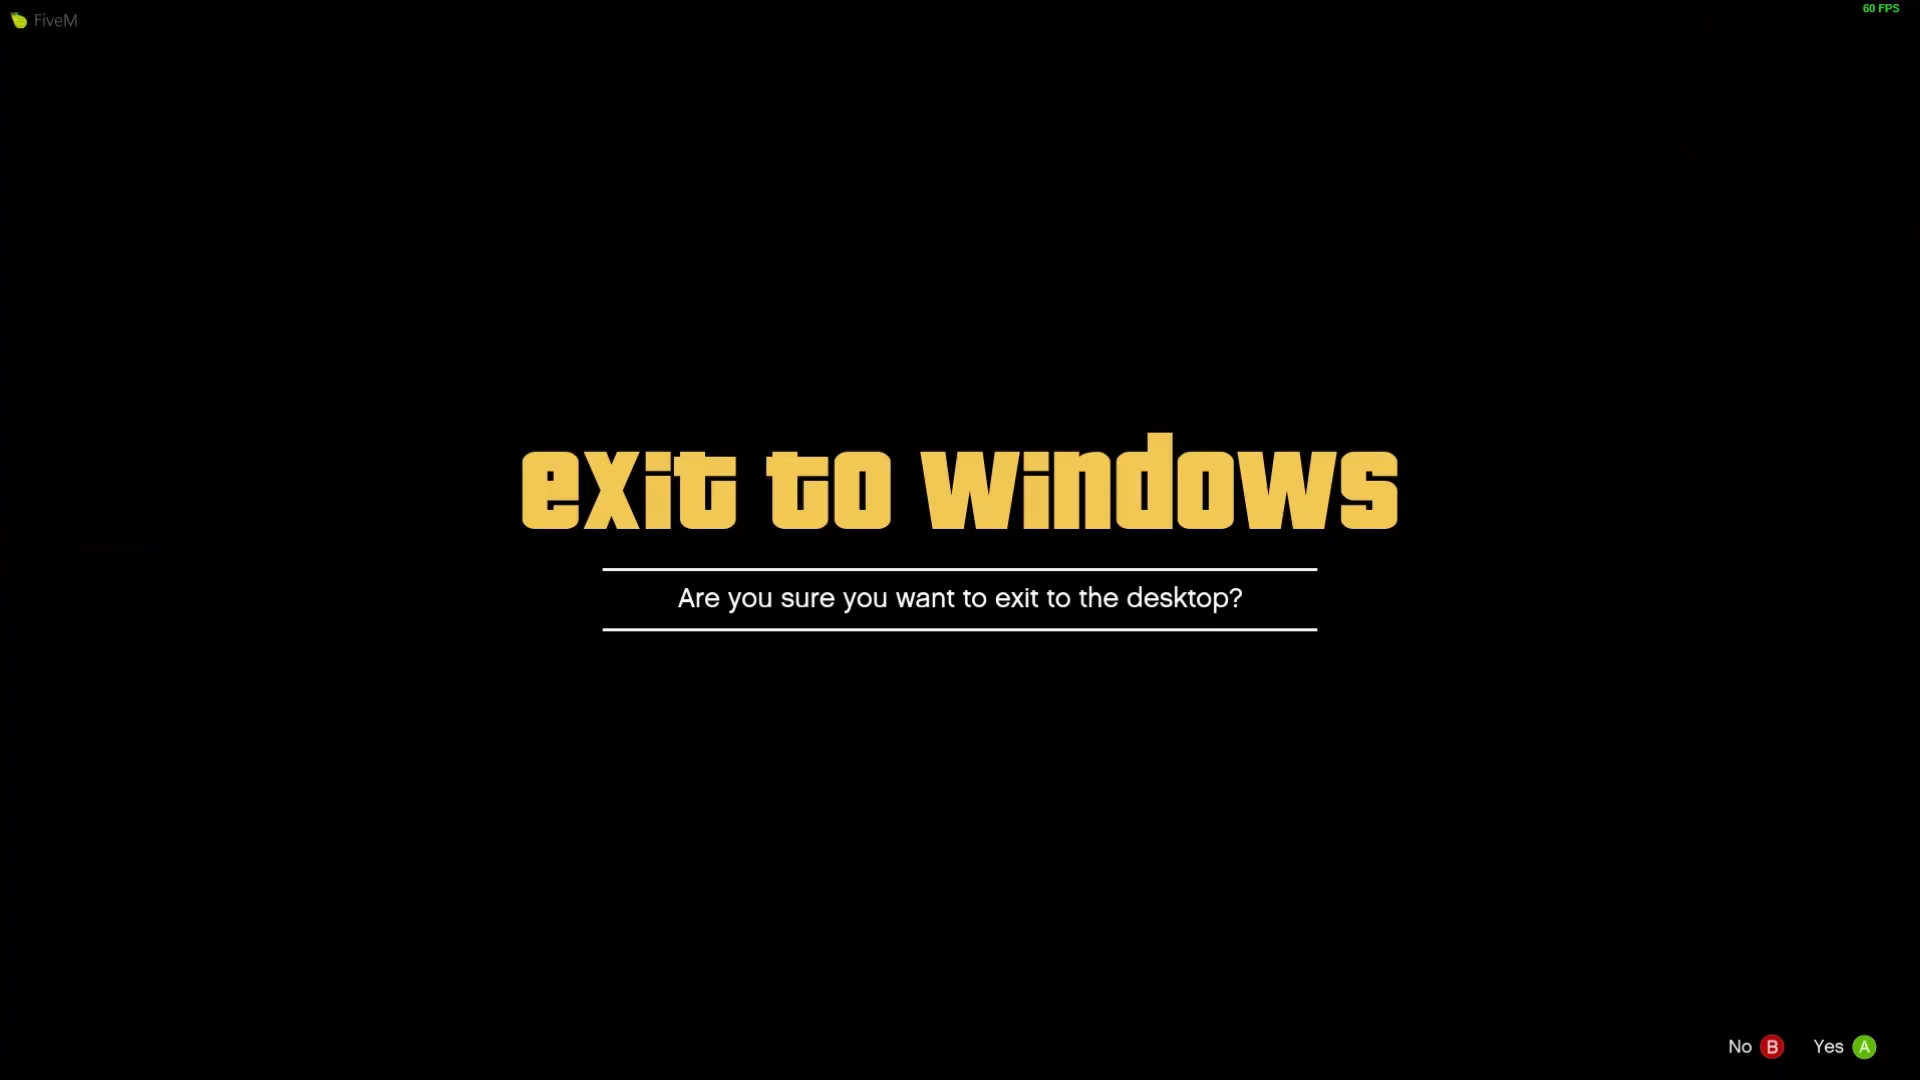 FiveM
60 FPS
exit to windows
Are you sure you want to exit to the desktop?
No B Yes A